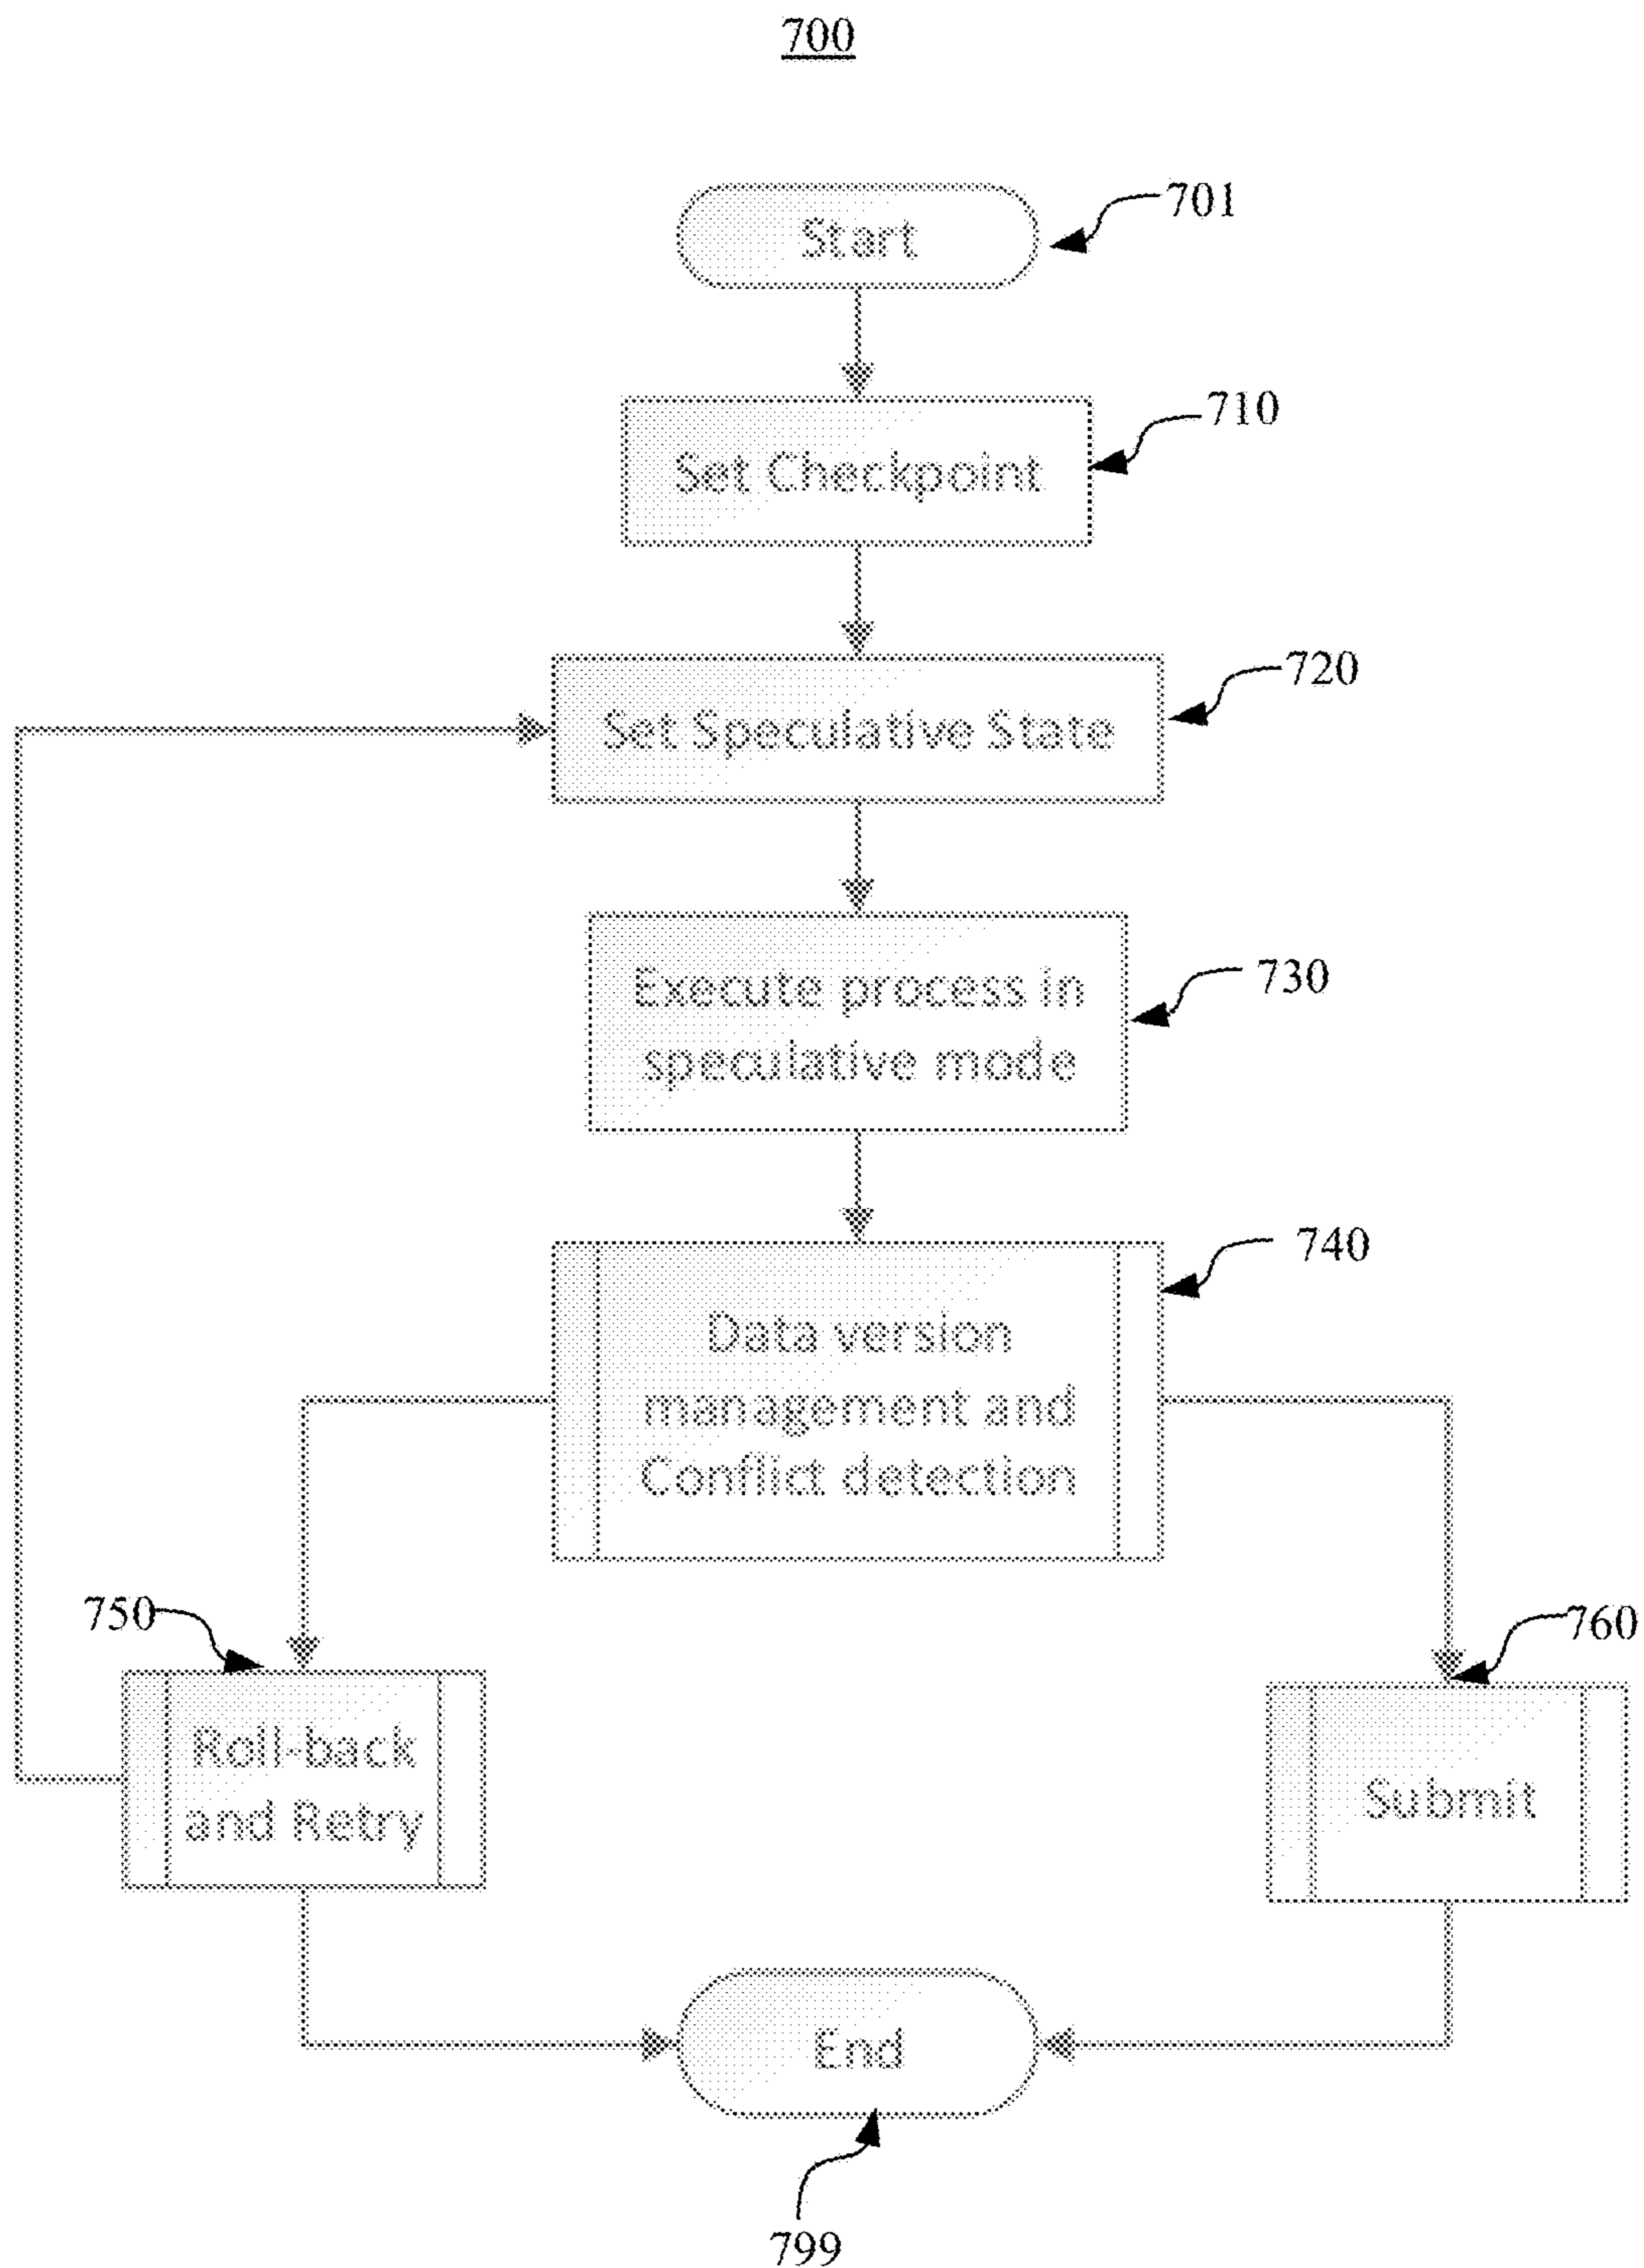 700
Start
701
Set Checkpoint
710
Set Speculative State
720
Execute process in
speculative mode
730
Data version
management and
Conflict detection
740
750
Roll-back
and Retry
760
Submit
End
799